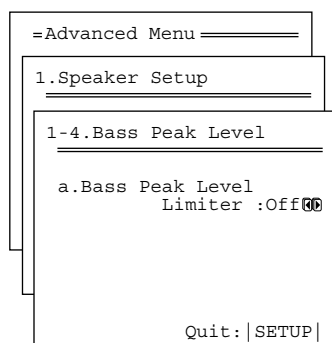 Advanced Menu
1.Speaker Setup
1-4.Bass Peak Level
a.Bass Peak Level
Limiter :Off
Quit:|SETUP|